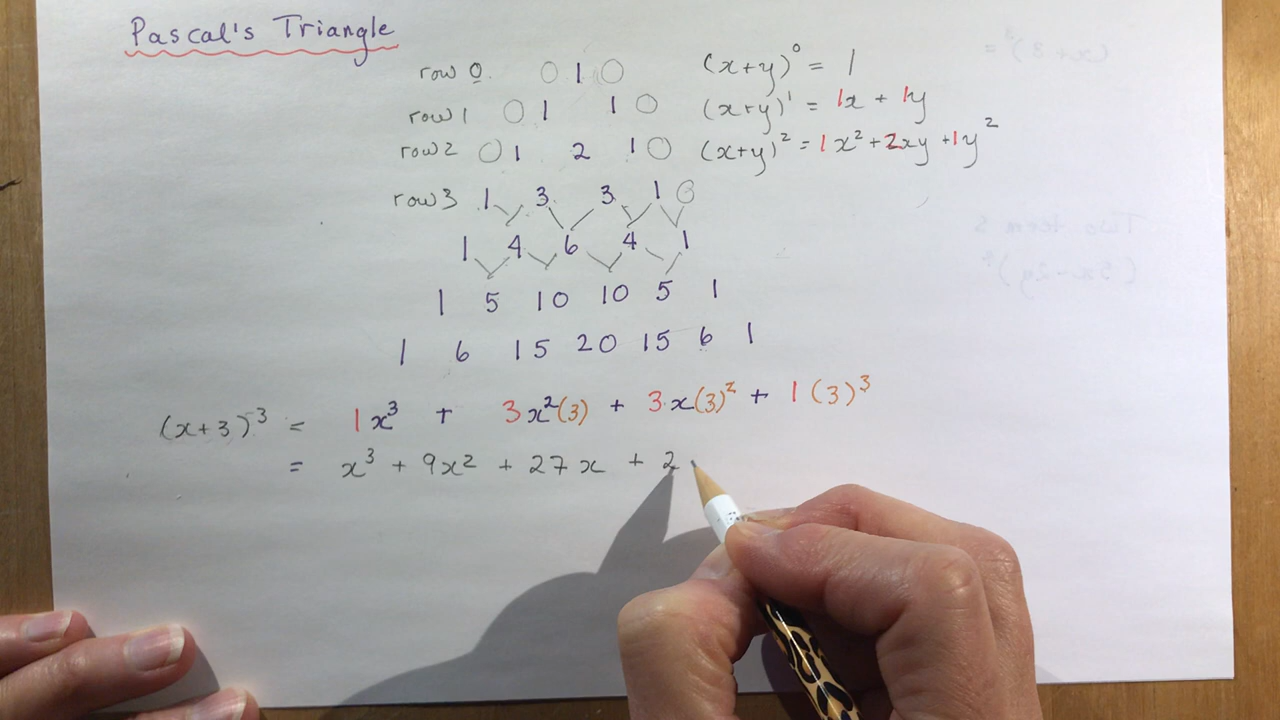 Pascal's Triangle
row 0 0 1 0 (x+y)⁰ = 1
row 1 0 1 1 0 (x+y)¹ = 1x + 1y
row 2 0 1 2 1 0 (x+y)² = 1x² + 2xy + 1y²
row 3 1 3 3 1 0
1 4 6 4 1
1 5 10 10 5 1
1 6 15 20 15 6 1
(x+3)³ = 1x³ + 3x²(3) + 3x(3)² + 1(3)³
= x³ + 9x² + 27x + 2